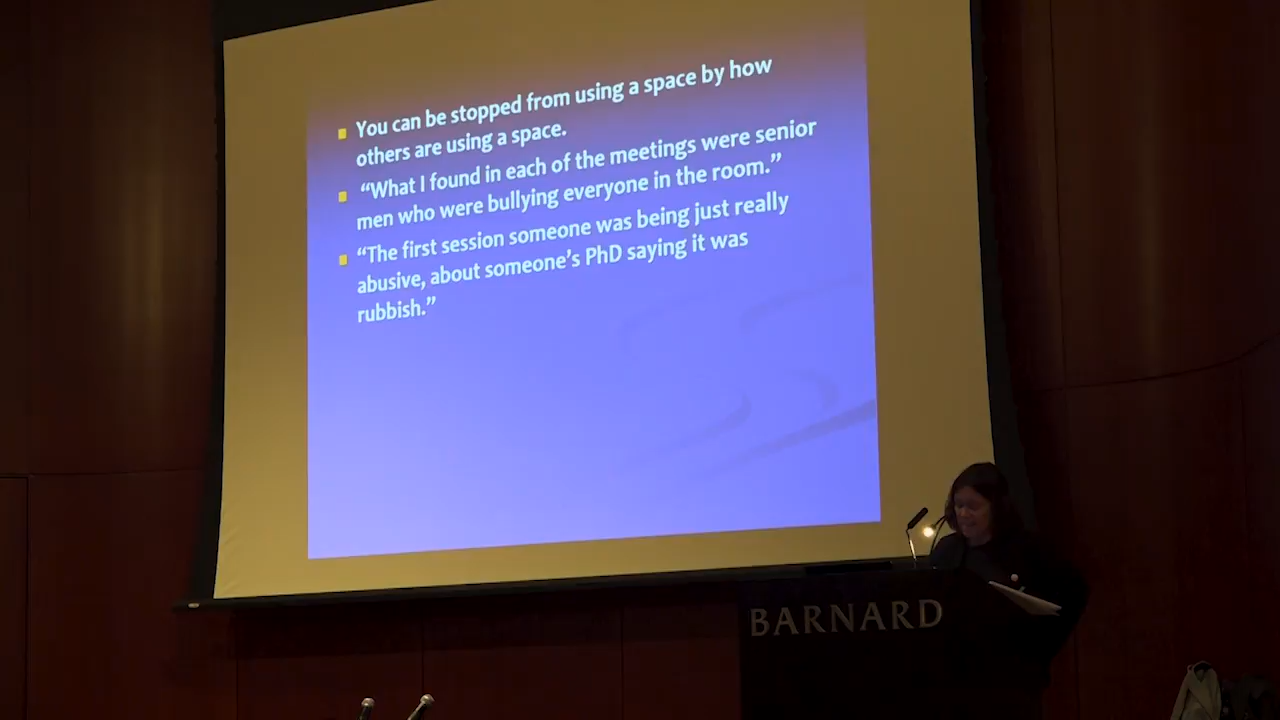 You can be stopped from using a space by how
others are using a space.
“What I found in each of the meetings were senior
men who were bullying everyone in the room.”
“The first session someone was being just really
abusive, about someone’s PhD saying it was
rubbish.”
BARNARD